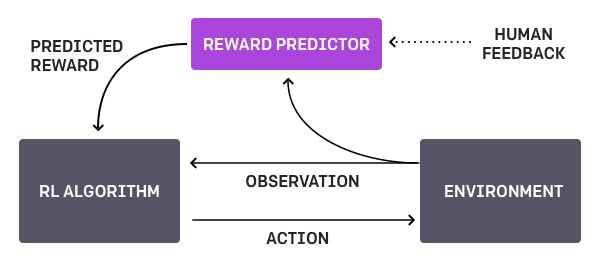 PREDICTED
REWARD
REWARD PREDICTOR
HUMAN
FEEDBACK
RL ALGORITHM
OBSERVATION
ACTION
ENVIRONMENT